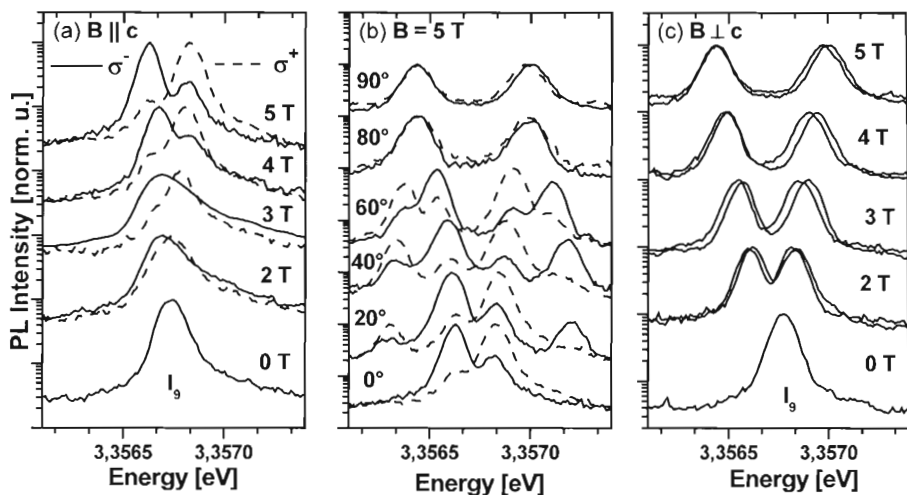 PL Intensity [norm. u.]
(a) B || c
σ⁻ σ⁺
5 T
4 T
3 T
2 T
0 T
I₉
3,3565 3,3570
Energy [eV]
(b) B = 5 T
90°
80°
60°
40°
20°
0°
3,3565 3,3570
Energy [eV]
(c) B ⊥ c
5 T
4 T
3 T
2 T
0 T
I₉
3,3565 3,3570
Energy [eV]